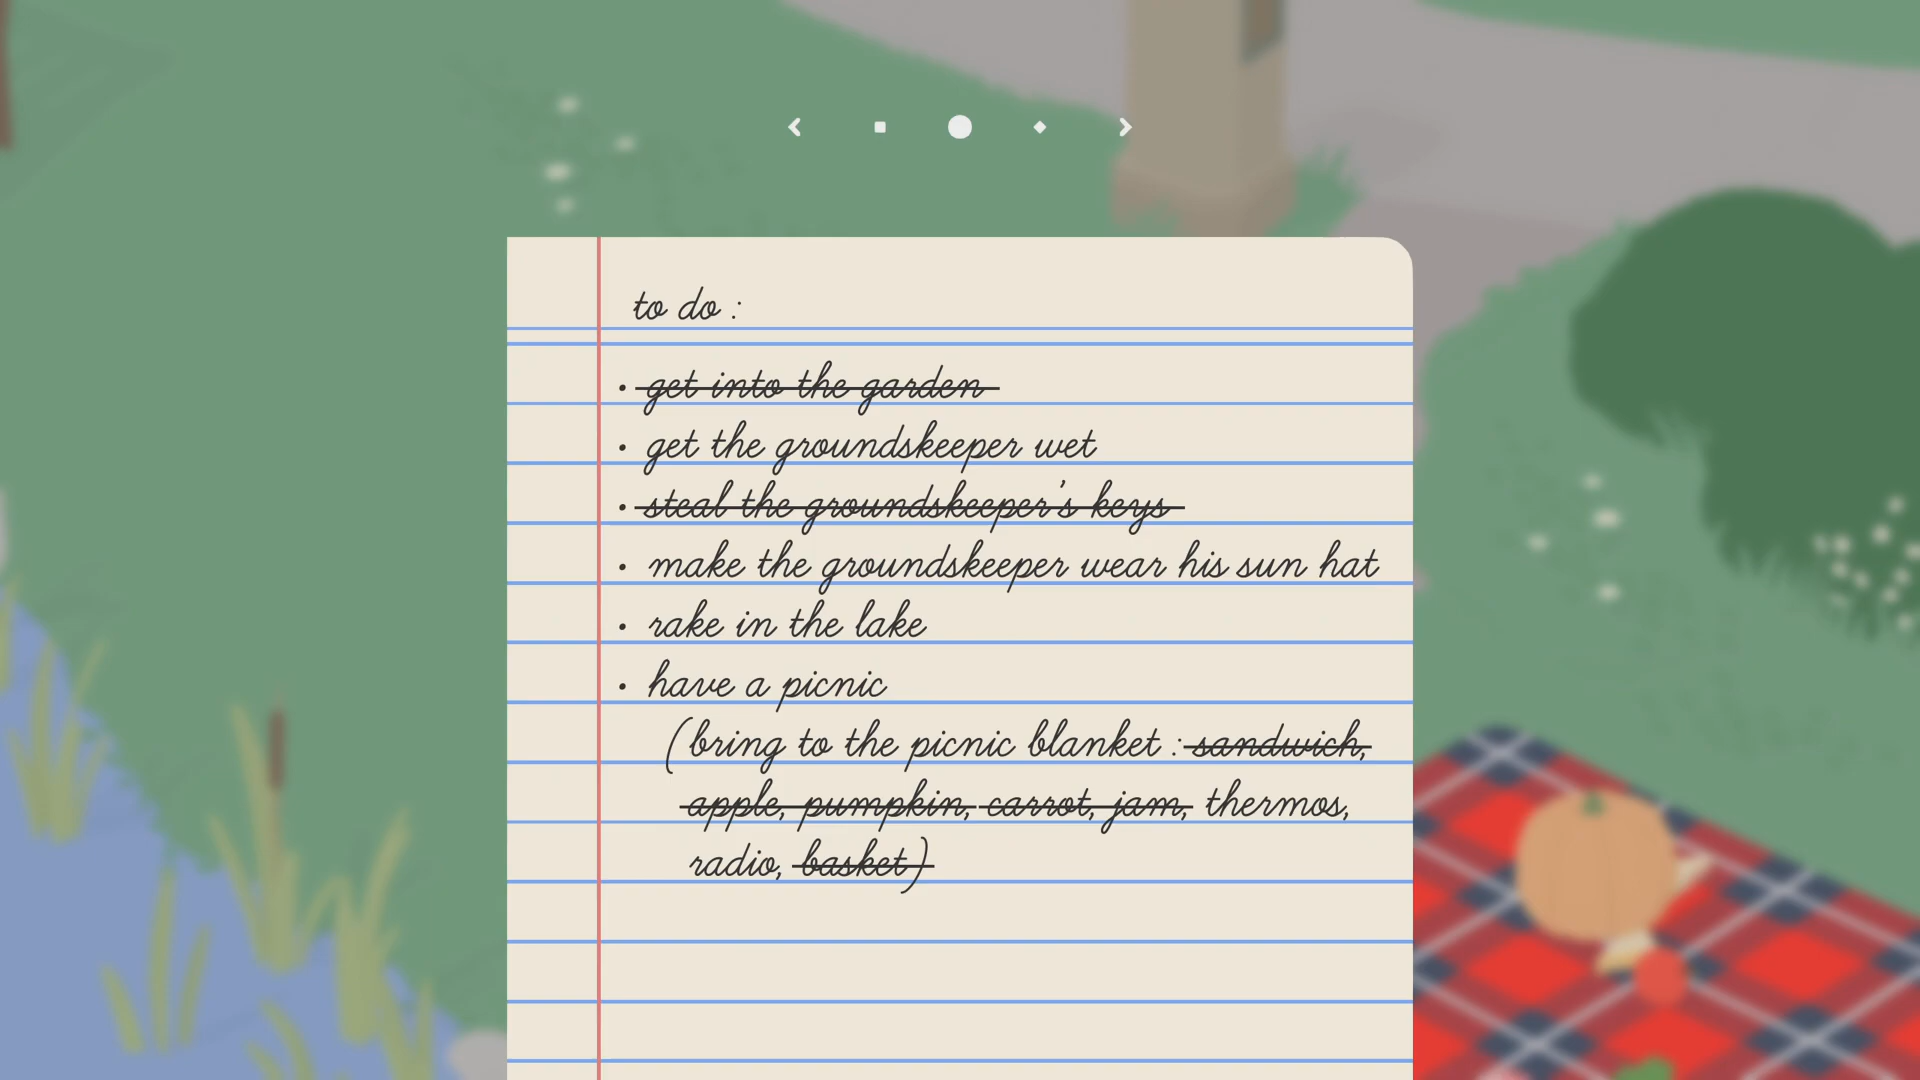 to do :
• get into the garden
• get the groundskeeper wet
• steal the groundskeeper's keys
• make the groundskeeper wear his sun hat
• rake in the lake
• have a picnic
(bring to the picnic blanket : sandwich,
apple, pumpkin, carrot, jam, thermos,
radio, basket)